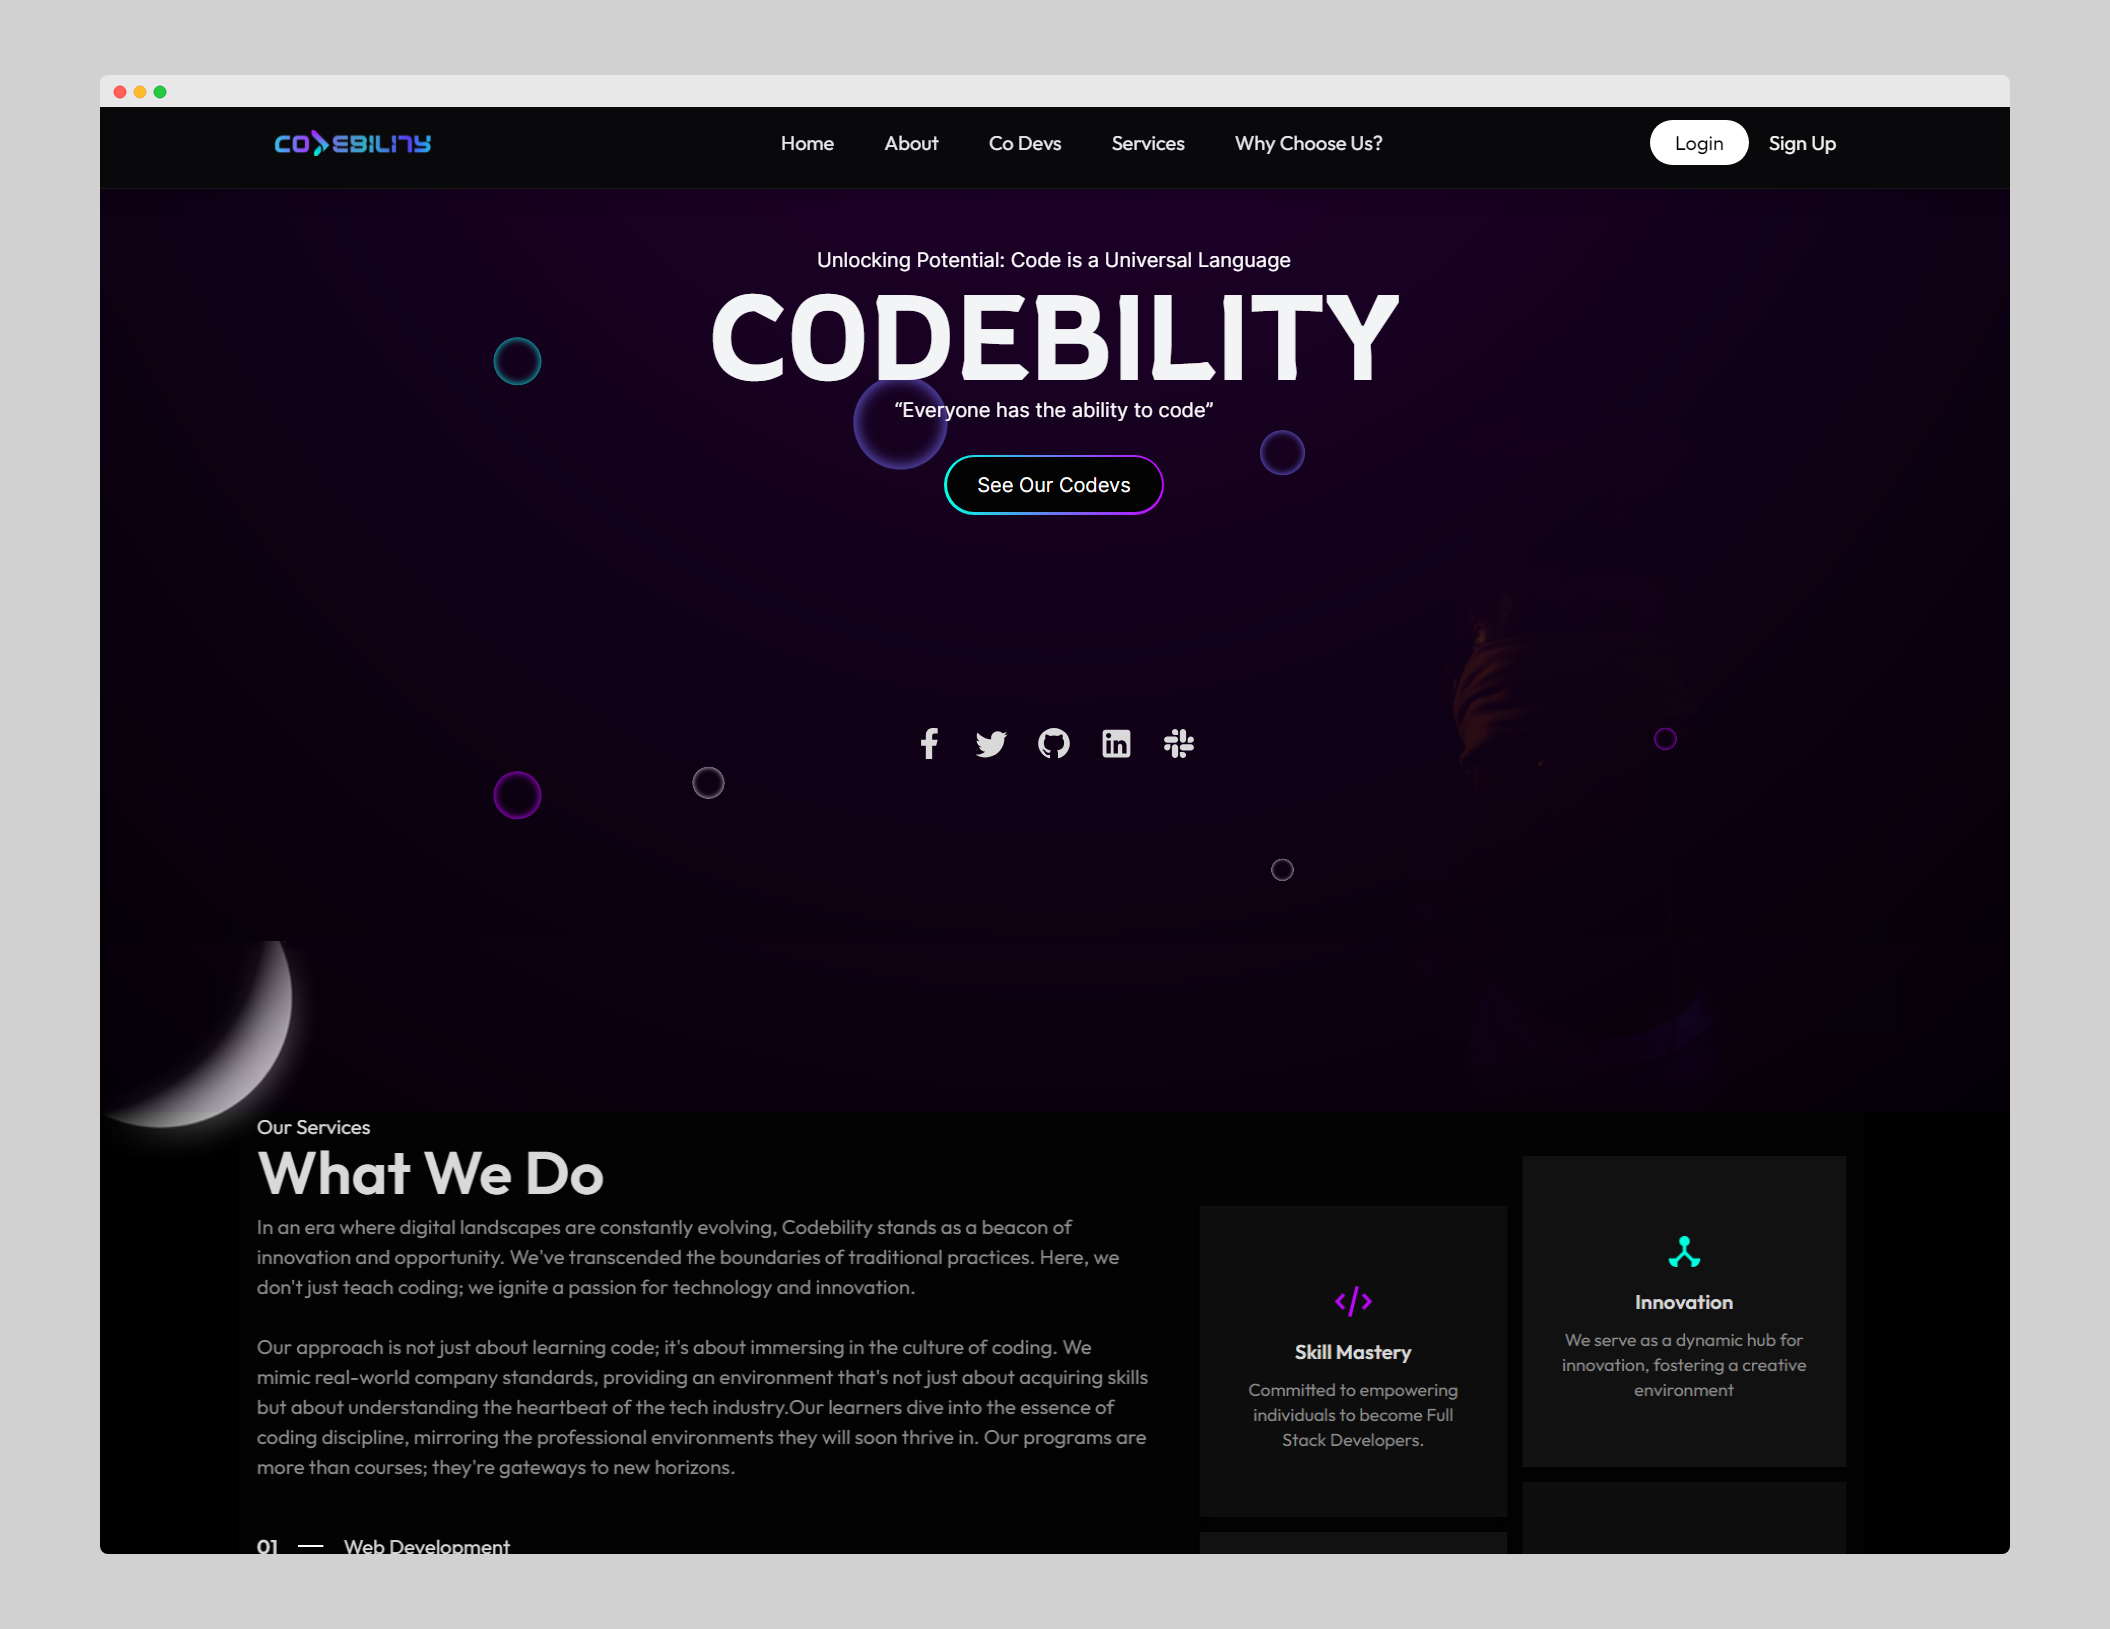 CODEBILITY
Home
About
Co Devs
Services
Why Choose Us?
Login
Sign Up
Unlocking Potential: Code is a Universal Language
CODEBILITY
“Everyone has the ability to code”
See Our Codevs
Our Services
What We Do
In an era where digital landscapes are constantly evolving, Codebility stands as a beacon of
innovation and opportunity. We've transcended the boundaries of traditional practices. Here, we
don't just teach coding; we ignite a passion for technology and innovation.
Our approach is not just about learning code; it's about immersing in the culture of coding. We
mimic real-world company standards, providing an environment that's not just about acquiring skills
but about understanding the heartbeat of the tech industry.Our learners dive into the essence of
coding discipline, mirroring the professional environments they will soon thrive in. Our programs are
more than courses; they're gateways to new horizons.
01 — Web Development
Skill Mastery
Committed to empowering
individuals to become Full
Stack Developers.
Innovation
We serve as a dynamic hub for
innovation, fostering a creative
environment